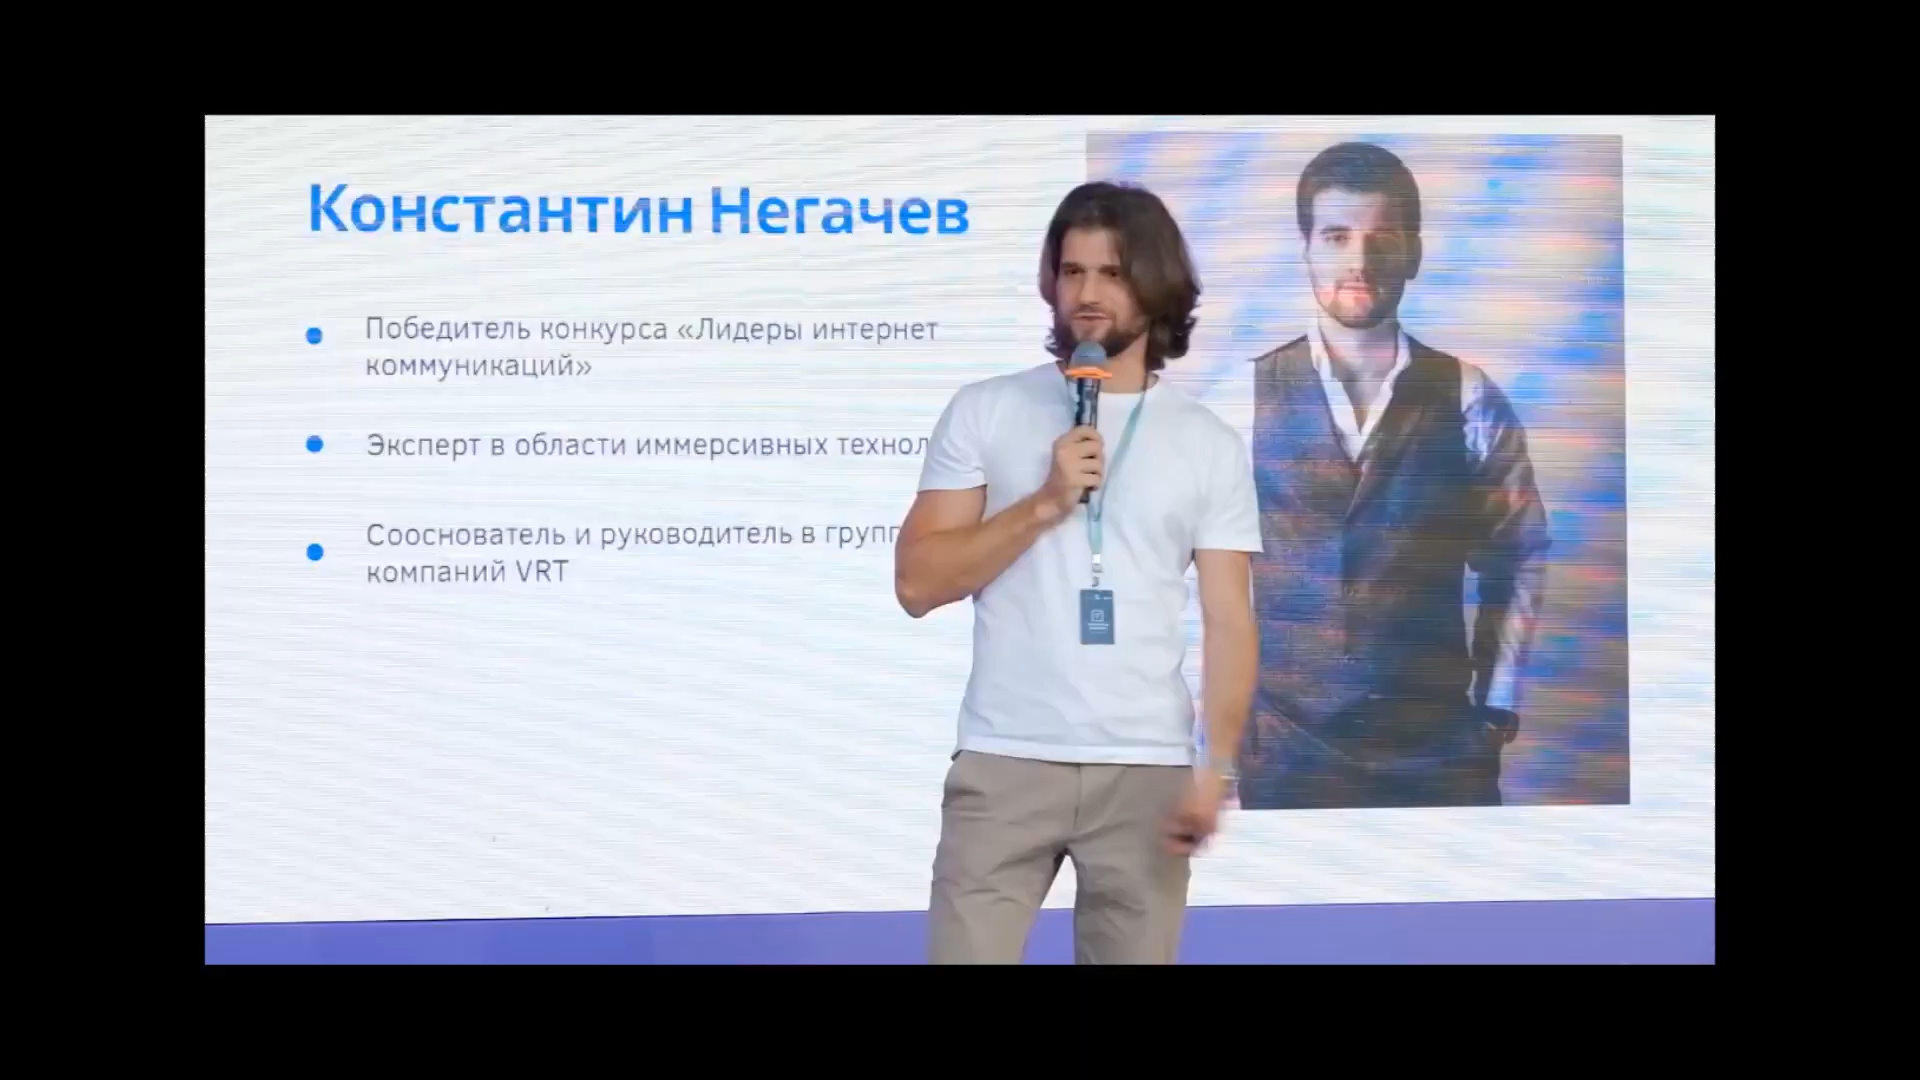 Константин Негачев
Победитель конкурса «Лидеры интернет
коммуникаций»
Эксперт в области иммерсивных технол
Сооснователь и руководитель в групп
компаний VRT